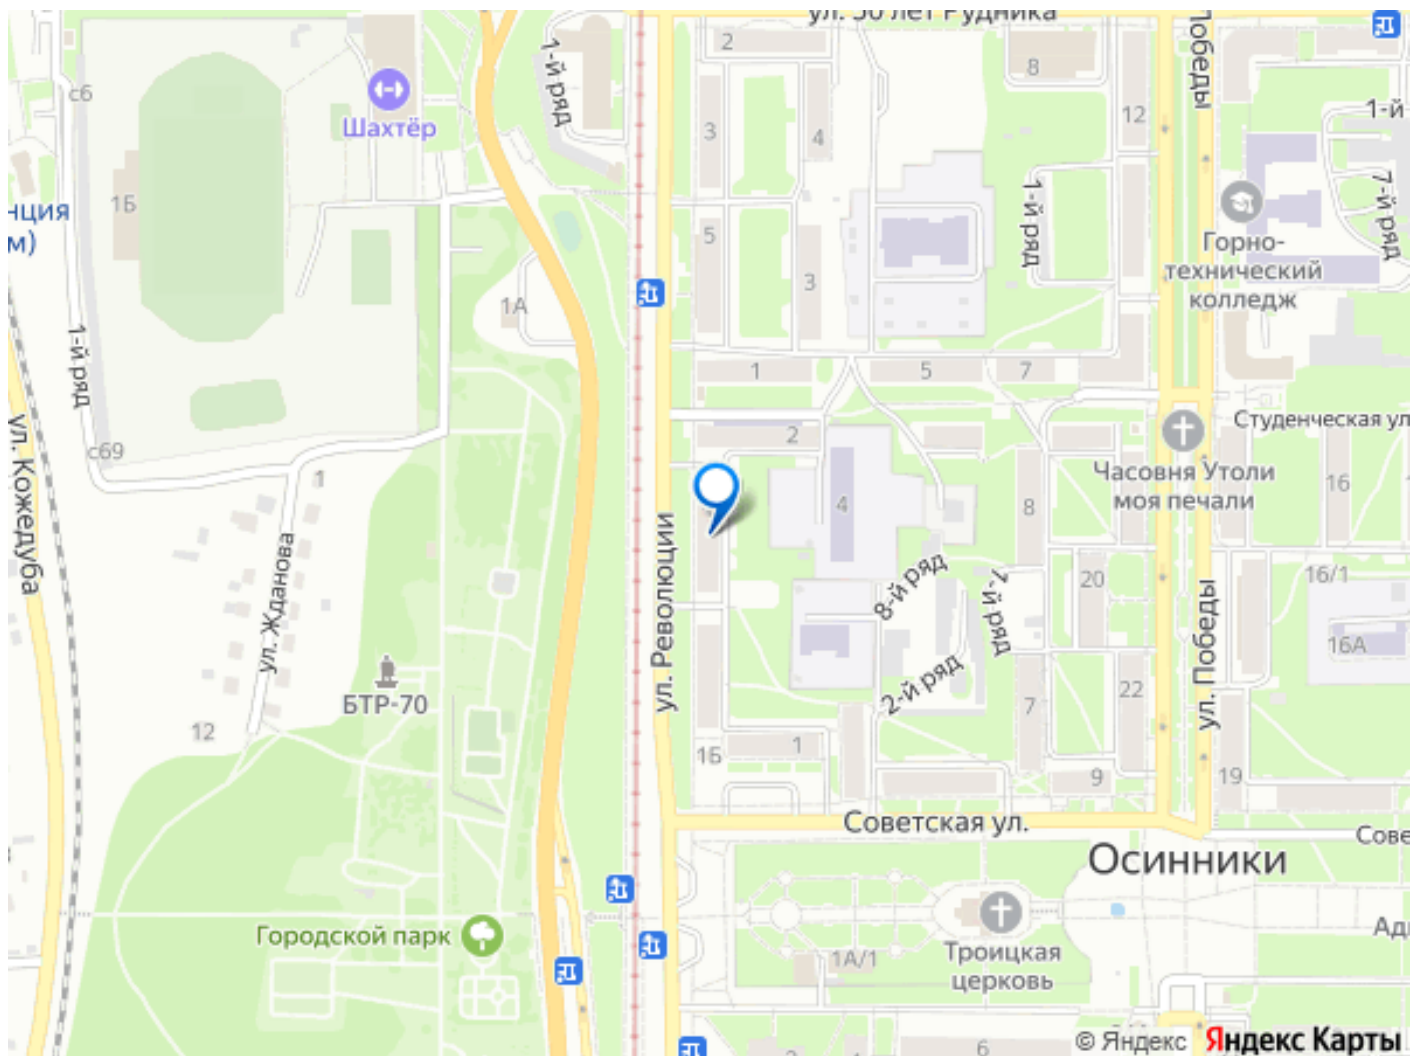 ул. 50 лет Рудника
2
8
Победы
1-й ряд
с6
Шахтёр
3
4
12
1-й
1Б
нция
м)
5
3
1-й ряд
7-й ряд
Горно-
технический
колледж
1А
1-й ряд
1
5
7
ул. Кожедуба
с69
2
Студенческая ул
Часовня Утоли
моя печали
1
4
8
16
ул. Жданова
ул. Революции
8-й ряд
1-й ряд
20
16/1
ул. Победы
16А
БТР-70
12
2-й ряд
7
22
1Б
1
9
19
Советская ул.
Сове
Осинники
Городской парк
1А/1
Троицкая
церковь
Ад
2
6
© Яндекс Яндекс Карты